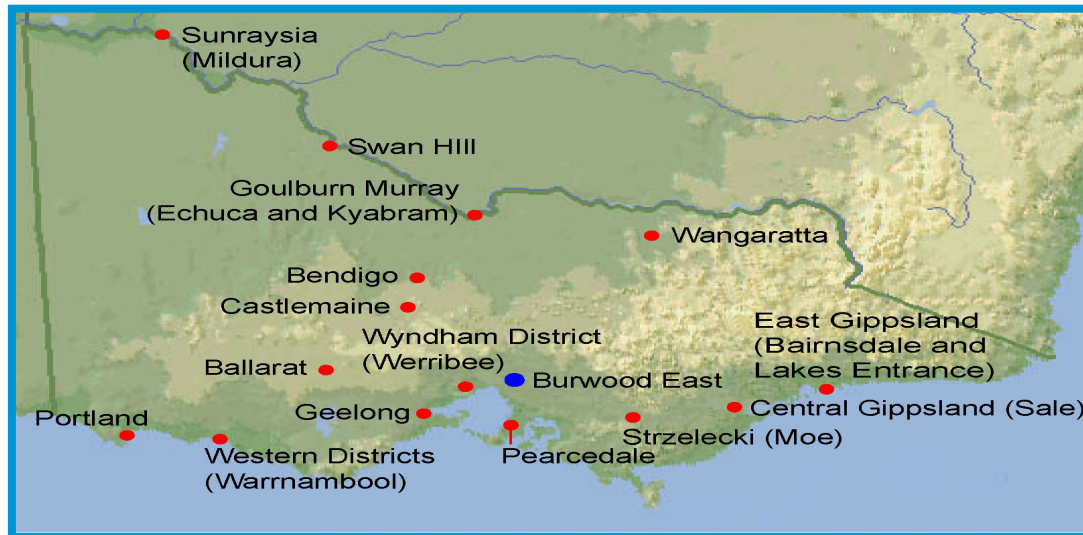 Sunraysia
(Mildura)
Swan HIll
Goulburn Murray
(Echuca and Kyabram)
Wangaratta
Bendigo
Castlemaine
Wyndham District
(Werribee)
East Gippsland
(Bairnsdale and
Lakes Entrance)
Ballarat
Burwood East
Geelong
Central Gippsland (Sale)
Portland
Strzelecki (Moe)
Pearcedale
Western Districts
(Warrnambool)